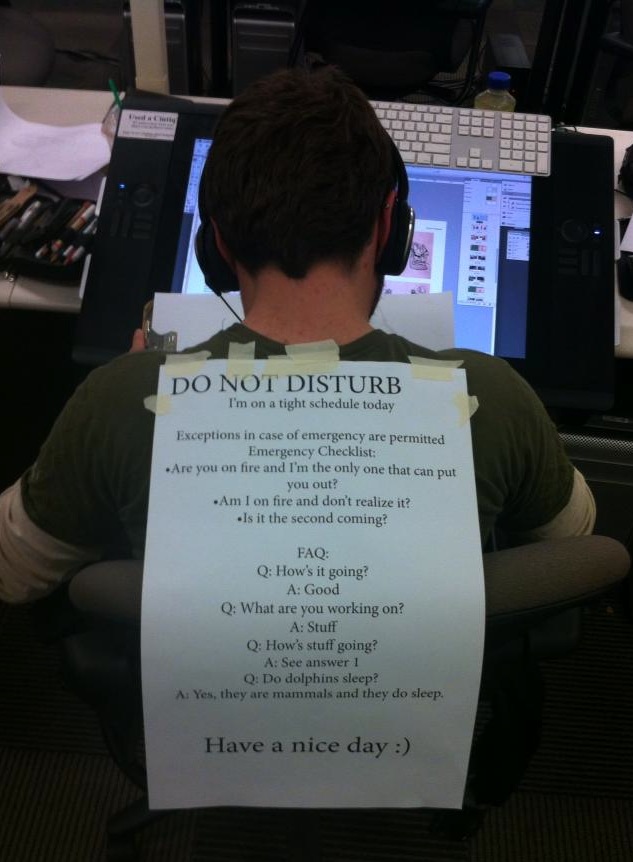 Used a Cintiq
DO NOT DISTURB
I'm on a tight schedule today
Exceptions in case of emergency are permitted
Emergency Checklist:
•Are you on fire and I'm the only one that can put
you out?
•Am I on fire and don't realize it?
•Is it the second coming?
FAQ:
Q: How's it going?
A: Good
Q: What are you working on?
A: Stuff
Q: How's stuff going?
A: See answer 1
Q: Do dolphins sleep?
A: Yes, they are mammals and they do sleep.
Have a nice day :)